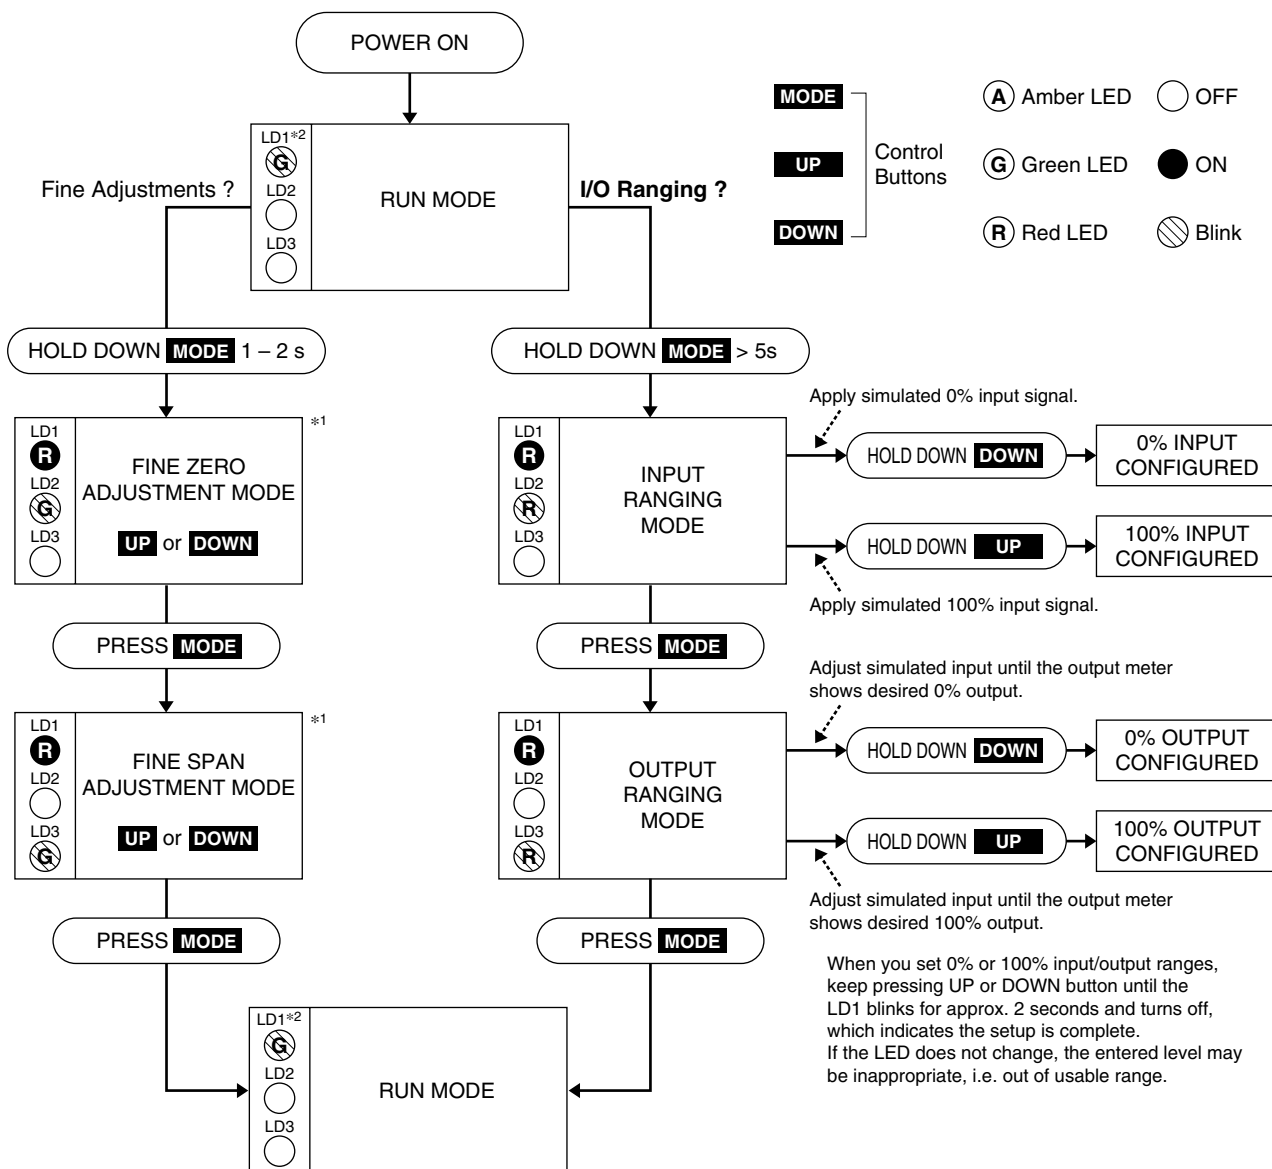 POWER ON
MODE
UP
DOWN
Control
Buttons
A Amber LED
G Green LED
R Red LED
OFF
ON
Blink
LD1*2
G
LD2
LD3
RUN MODE
Fine Adjustments ?
I/O Ranging ?
HOLD DOWN MODE 1 – 2 s
HOLD DOWN MODE > 5s
LD1
R
LD2
G
LD3
FINE ZERO
ADJUSTMENT MODE
UP or DOWN
*1
LD1
R
LD2
R
LD3
INPUT
RANGING
MODE
Apply simulated 0% input signal.
HOLD DOWN DOWN
0% INPUT
CONFIGURED
HOLD DOWN UP
100% INPUT
CONFIGURED
Apply simulated 100% input signal.
PRESS MODE
PRESS MODE
LD1
R
LD2
LD3
G
FINE SPAN
ADJUSTMENT MODE
UP or DOWN
*1
LD1
R
LD2
LD3
R
OUTPUT
RANGING
MODE
Adjust simulated input until the output meter
shows desired 0% output.
HOLD DOWN DOWN
0% OUTPUT
CONFIGURED
HOLD DOWN UP
100% OUTPUT
CONFIGURED
Adjust simulated input until the output meter
shows desired 100% output.
PRESS MODE
PRESS MODE
When you set 0% or 100% input/output ranges,
keep pressing UP or DOWN button until the
LD1 blinks for approx. 2 seconds and turns off,
which indicates the setup is complete.
If the LED does not change, the entered level may
be inappropriate, i.e. out of usable range.
LD1*2
G
LD2
LD3
RUN MODE